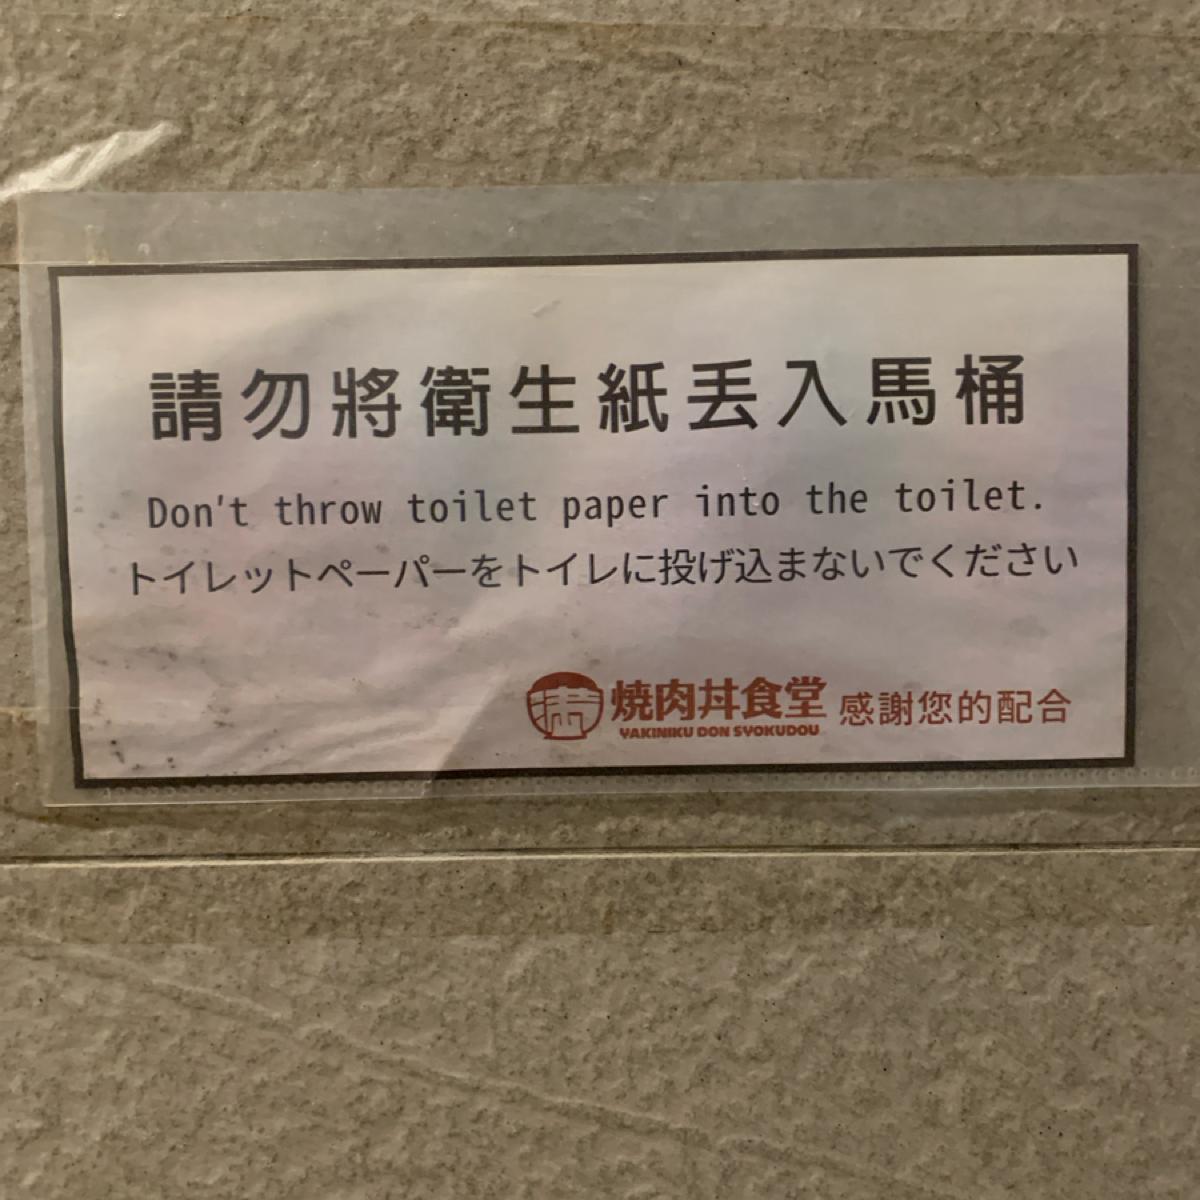 請勿將衛生紙丟入馬桶
Don't throw toilet paper into the toilet.
トイレットペーパーをトイレに投げ込まないでください
焼肉丼食堂 感謝您的配合
YAKINIKU DON SYOKUDOU